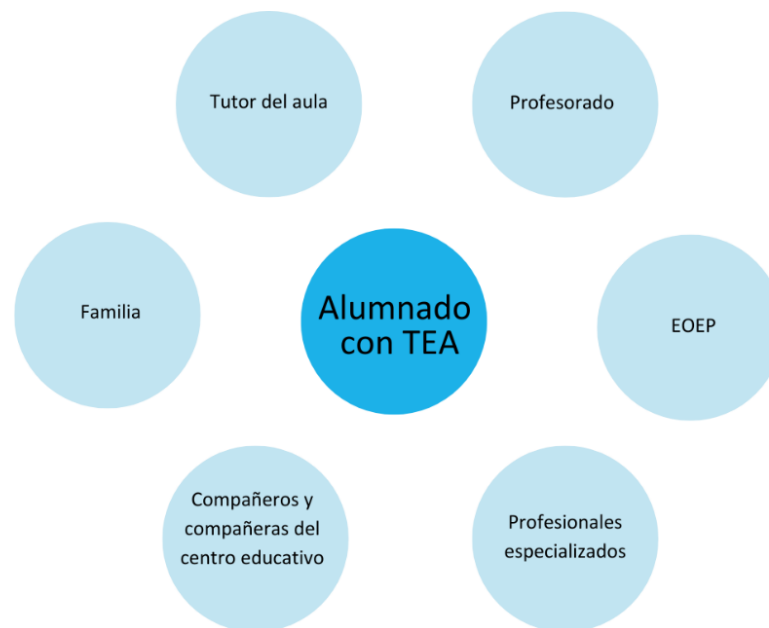 Tutor del aula
Profesorado
Familia
Alumnado
con TEA
EOEP
Compañeros y
compañeras del
centro educativo
Profesionales
especializados